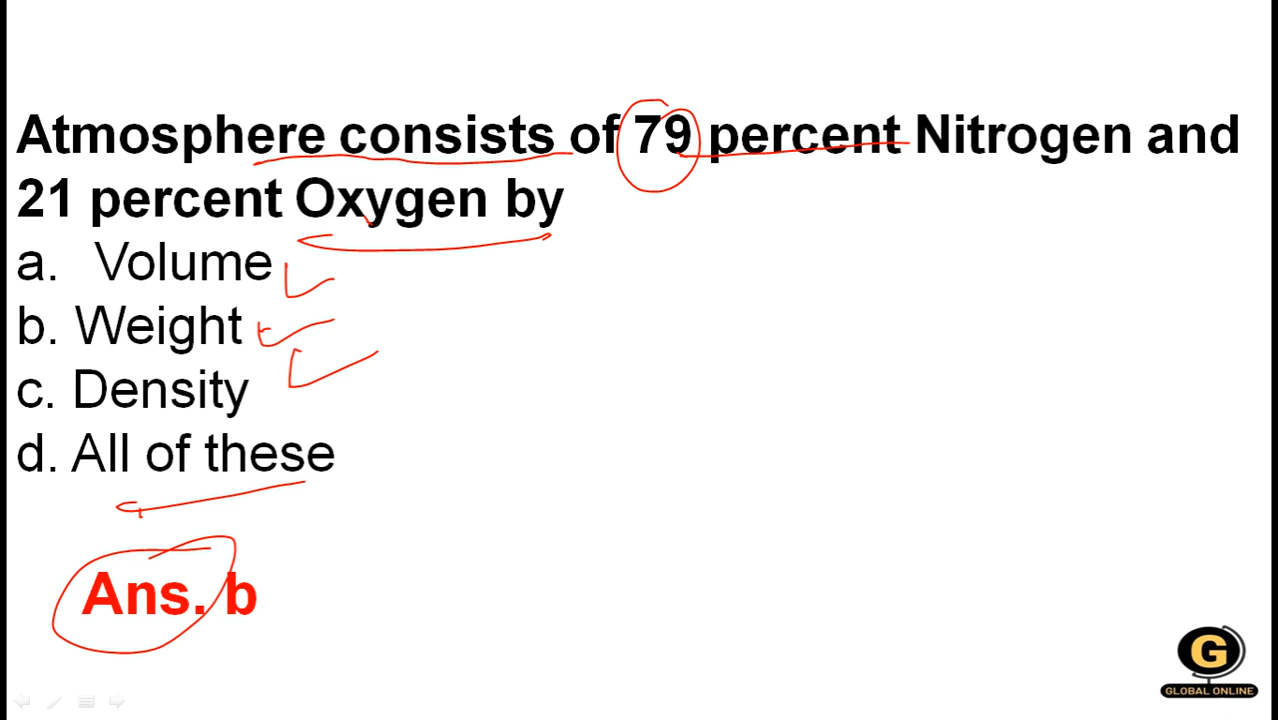 Atmosphere consists of 79 percent Nitrogen and
21 percent Oxygen by
a. Volume
b. Weight
c. Density
d. All of these
Ans. b
G
GLOBAL ONLINE